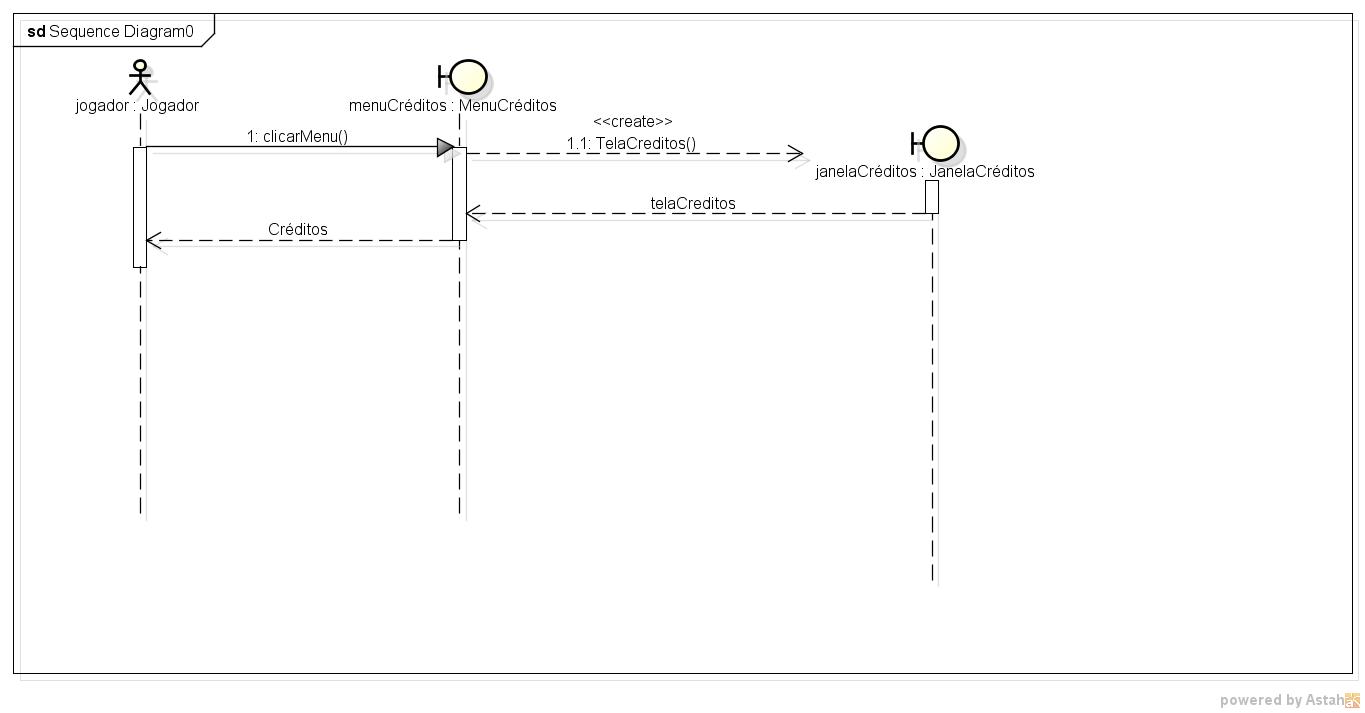 sd Sequence Diagram0
jogador : Jogador
menuCréditos : MenuCréditos
<<create>>
1: clicarMenu()
1.1: TelaCreditos()
janelaCréditos : JanelaCréditos
telaCreditos
Créditos
powered by Astah